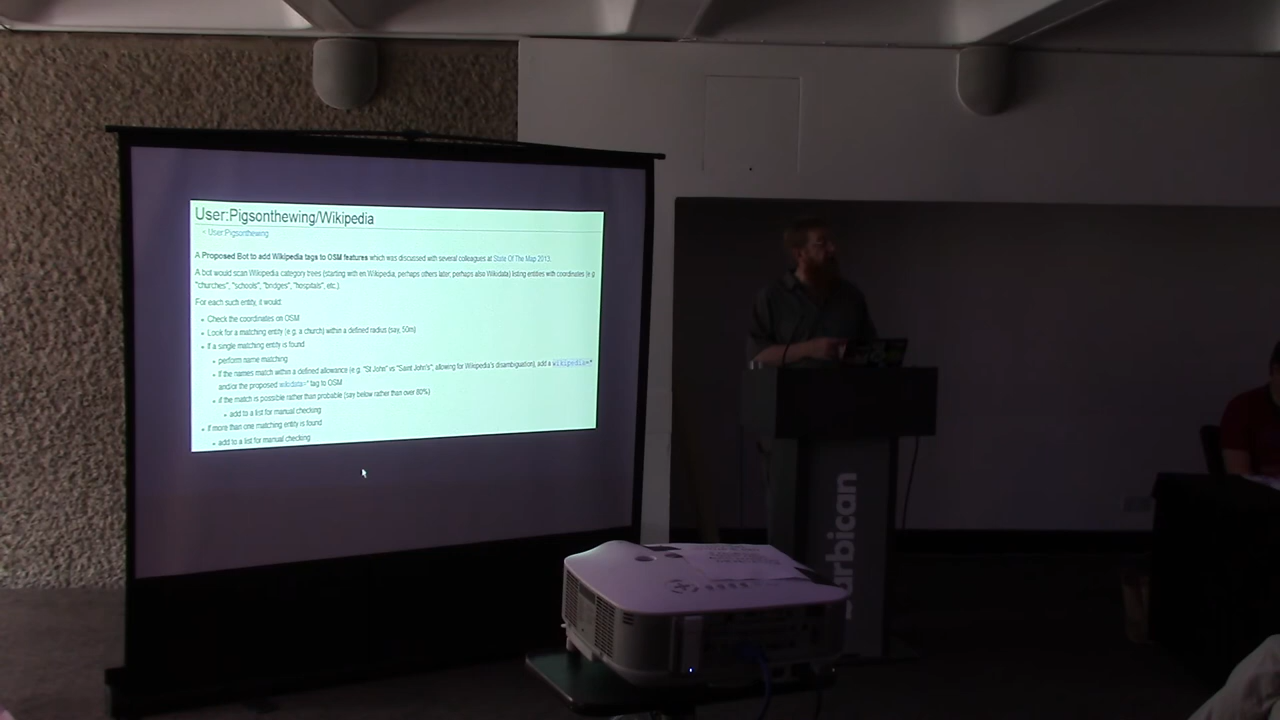 User:Pigsonthewing/Wikipedia
User:Pigsonthewing
A Proposed Bot to add Wikipedia tags to OSM features which was discussed with several colleagues at State Of The Map 2013.
A bot would scan Wikipedia category trees (starting with en.Wikipedia, perhaps others later; perhaps also Wikidata) listing entities with coordinates (e.g
"churches", "schools", "bridges", "hospitals", etc.)
For each such entity, it would:
Check the coordinates on OSM
Look for a matching entity (e.g. a church) within a defined radius (say, 50m)
If a single matching entity is found
perform name matching
If the names match within a defined allowance (e.g. "St John" vs "Saint John's", allowing for Wikipedia's disambiguation), add a wikipedia=*
and/or the proposed wikidata=* tag to OSM
if the match is possible rather than probable (say below rather than over 80%)
add to a list for manual checking
If more than one matching entity is found
add to a list for manual checking
arbican